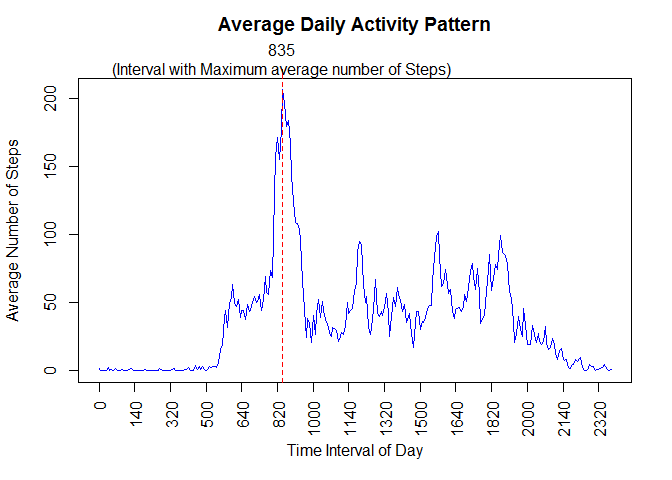 Average Daily Activity Pattern
835
(Interval with Maximum average number of Steps)
Average Number of Steps
200
150
100
50
0
0 140 320 500 640 820 1000 1140 1320 1500 1640 1820 2000 2140 2320
Time Interval of Day